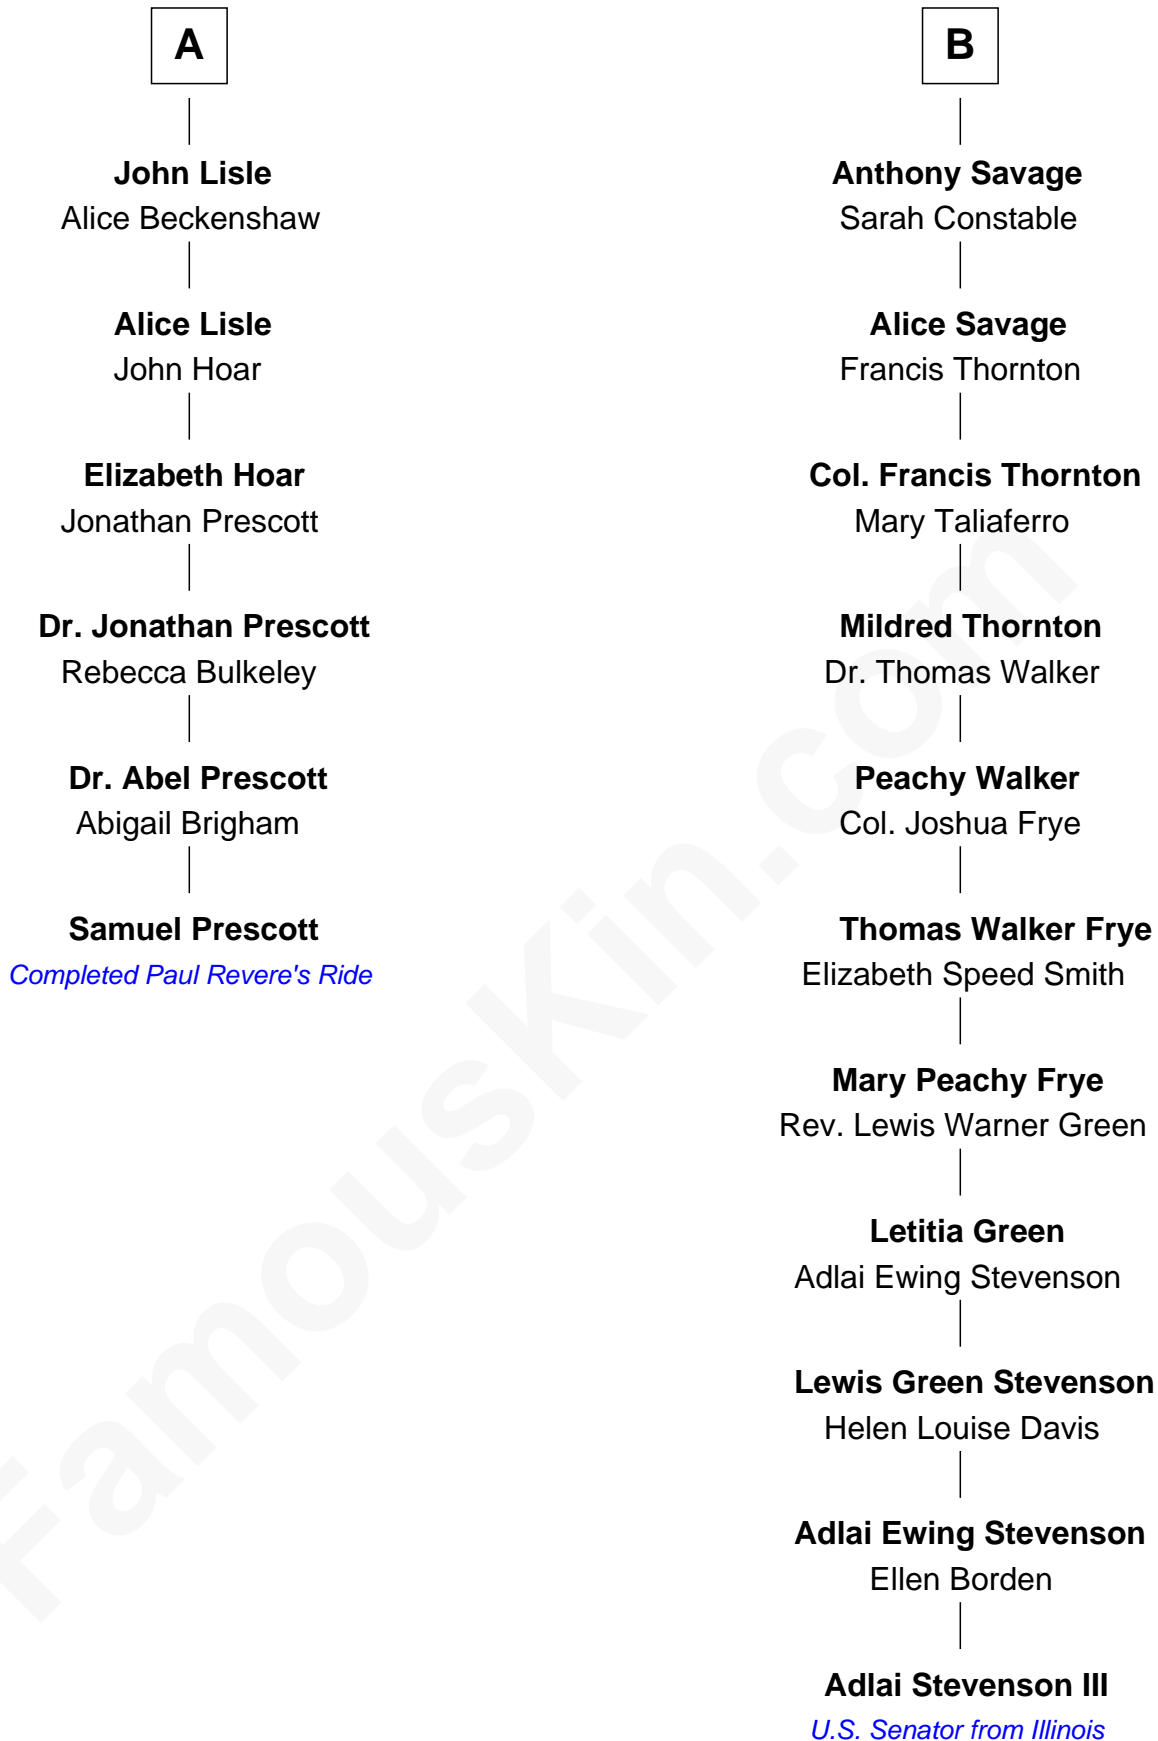 A
John Lisle
Alice Beckenshaw
Alice Lisle
John Hoar
Elizabeth Hoar
Jonathan Prescott
Dr. Jonathan Prescott
Rebecca Bulkeley
Dr. Abel Prescott
Abigail Brigham
Samuel Prescott
Completed Paul Revere's Ride
B
Anthony Savage
Sarah Constable
Alice Savage
Francis Thornton
Col. Francis Thornton
Mary Taliaferro
Mildred Thornton
Dr. Thomas Walker
Peachy Walker
Col. Joshua Frye
Thomas Walker Frye
Elizabeth Speed Smith
Mary Peachy Frye
Rev. Lewis Warner Green
Letitia Green
Adlai Ewing Stevenson
Lewis Green Stevenson
Helen Louise Davis
Adlai Ewing Stevenson
Ellen Borden
Adlai Stevenson III
U.S. Senator from Illinois
FamousKin.com